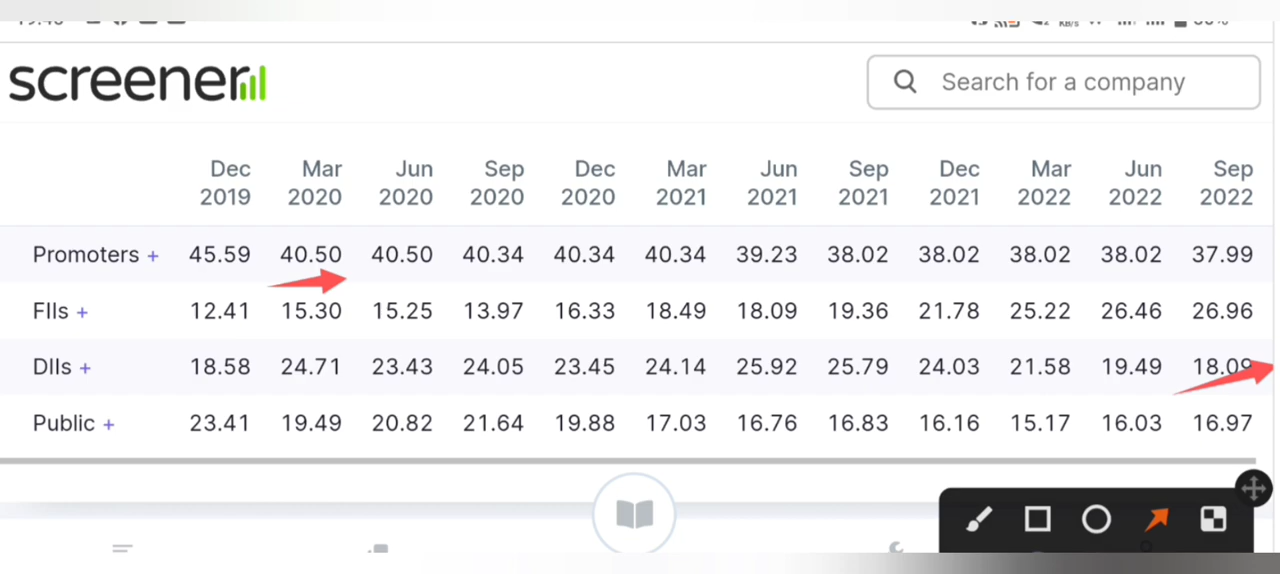 screener
Search for a company
Dec 2019 Mar 2020 Jun 2020 Sep 2020 Dec 2020 Mar 2021 Jun 2021 Sep 2021 Dec 2021 Mar 2022 Jun 2022 Sep 2022
Promoters + 45.59 40.50 40.50 40.34 40.34 40.34 39.23 38.02 38.02 38.02 38.02 37.99
FIIs + 12.41 15.30 15.25 13.97 16.33 18.49 18.09 19.36 21.78 25.22 26.46 26.96
DIIs + 18.58 24.71 23.43 24.05 23.45 24.14 25.92 25.79 24.03 21.58 19.49 18.09
Public + 23.41 19.49 20.82 21.64 19.88 17.03 16.76 16.83 16.16 15.17 16.03 16.97